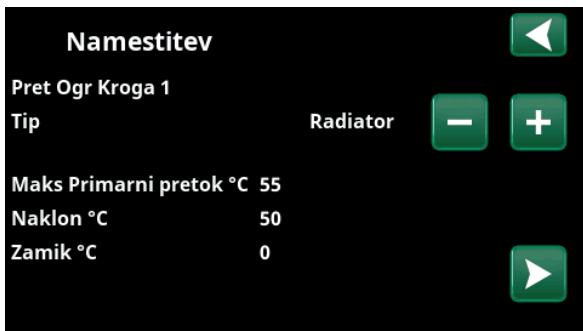 Namestitev
Pret Ogr Kroga 1
Tip Radiator
Maks Primarni pretok °C 55
Naklon °C 50
Zamik °C 0